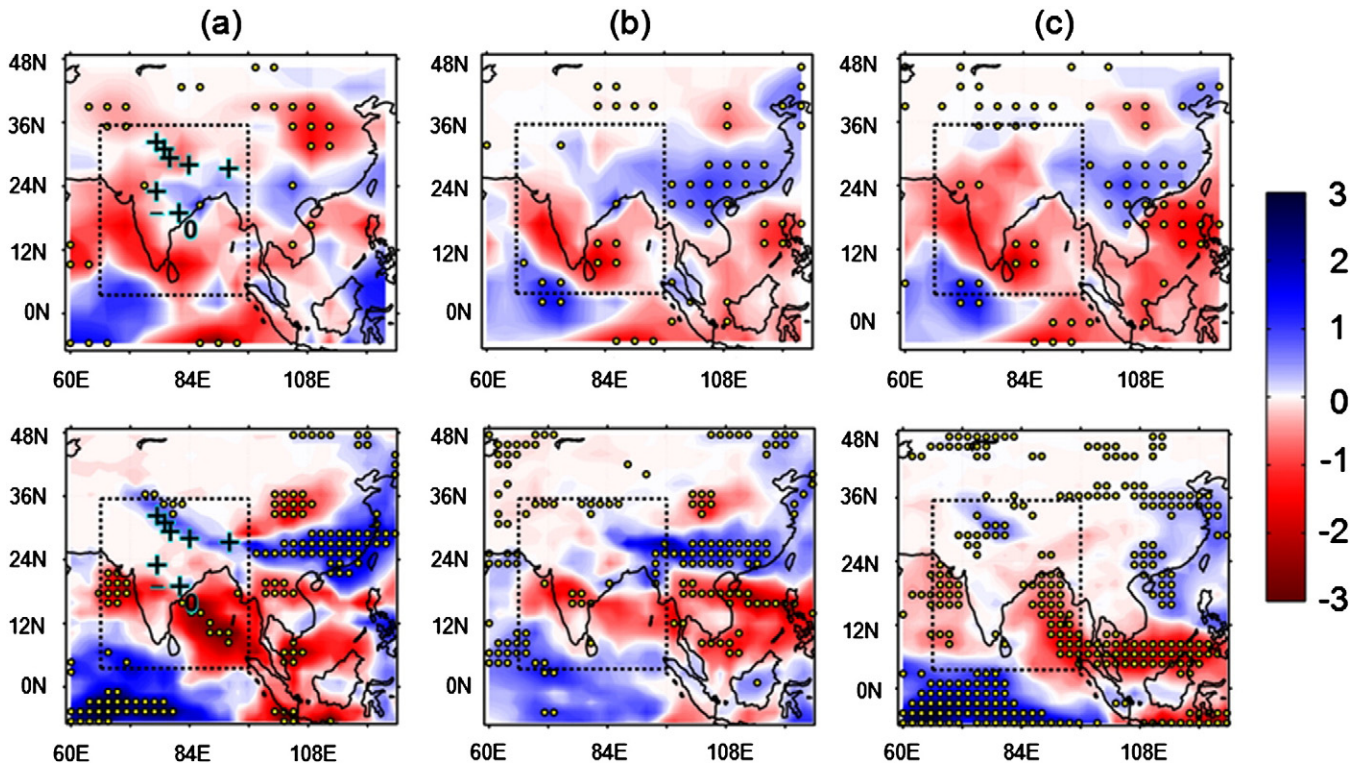 (a) (b) (c)
48N 48N 48N
36N 36N 36N
24N 24N 24N
12N 12N 12N
0N 0N 0N
+ + + + + + − + 0
60E 84E 108E 60E 84E 108E 60E 84E 108E
3
2
1
0
-1
-2
-3
48N 48N 48N
36N 36N 36N
24N 24N 24N
12N 12N 12N
0N 0N 0N
+ + + + + + − + 0
60E 84E 108E 60E 84E 108E 60E 84E 108E